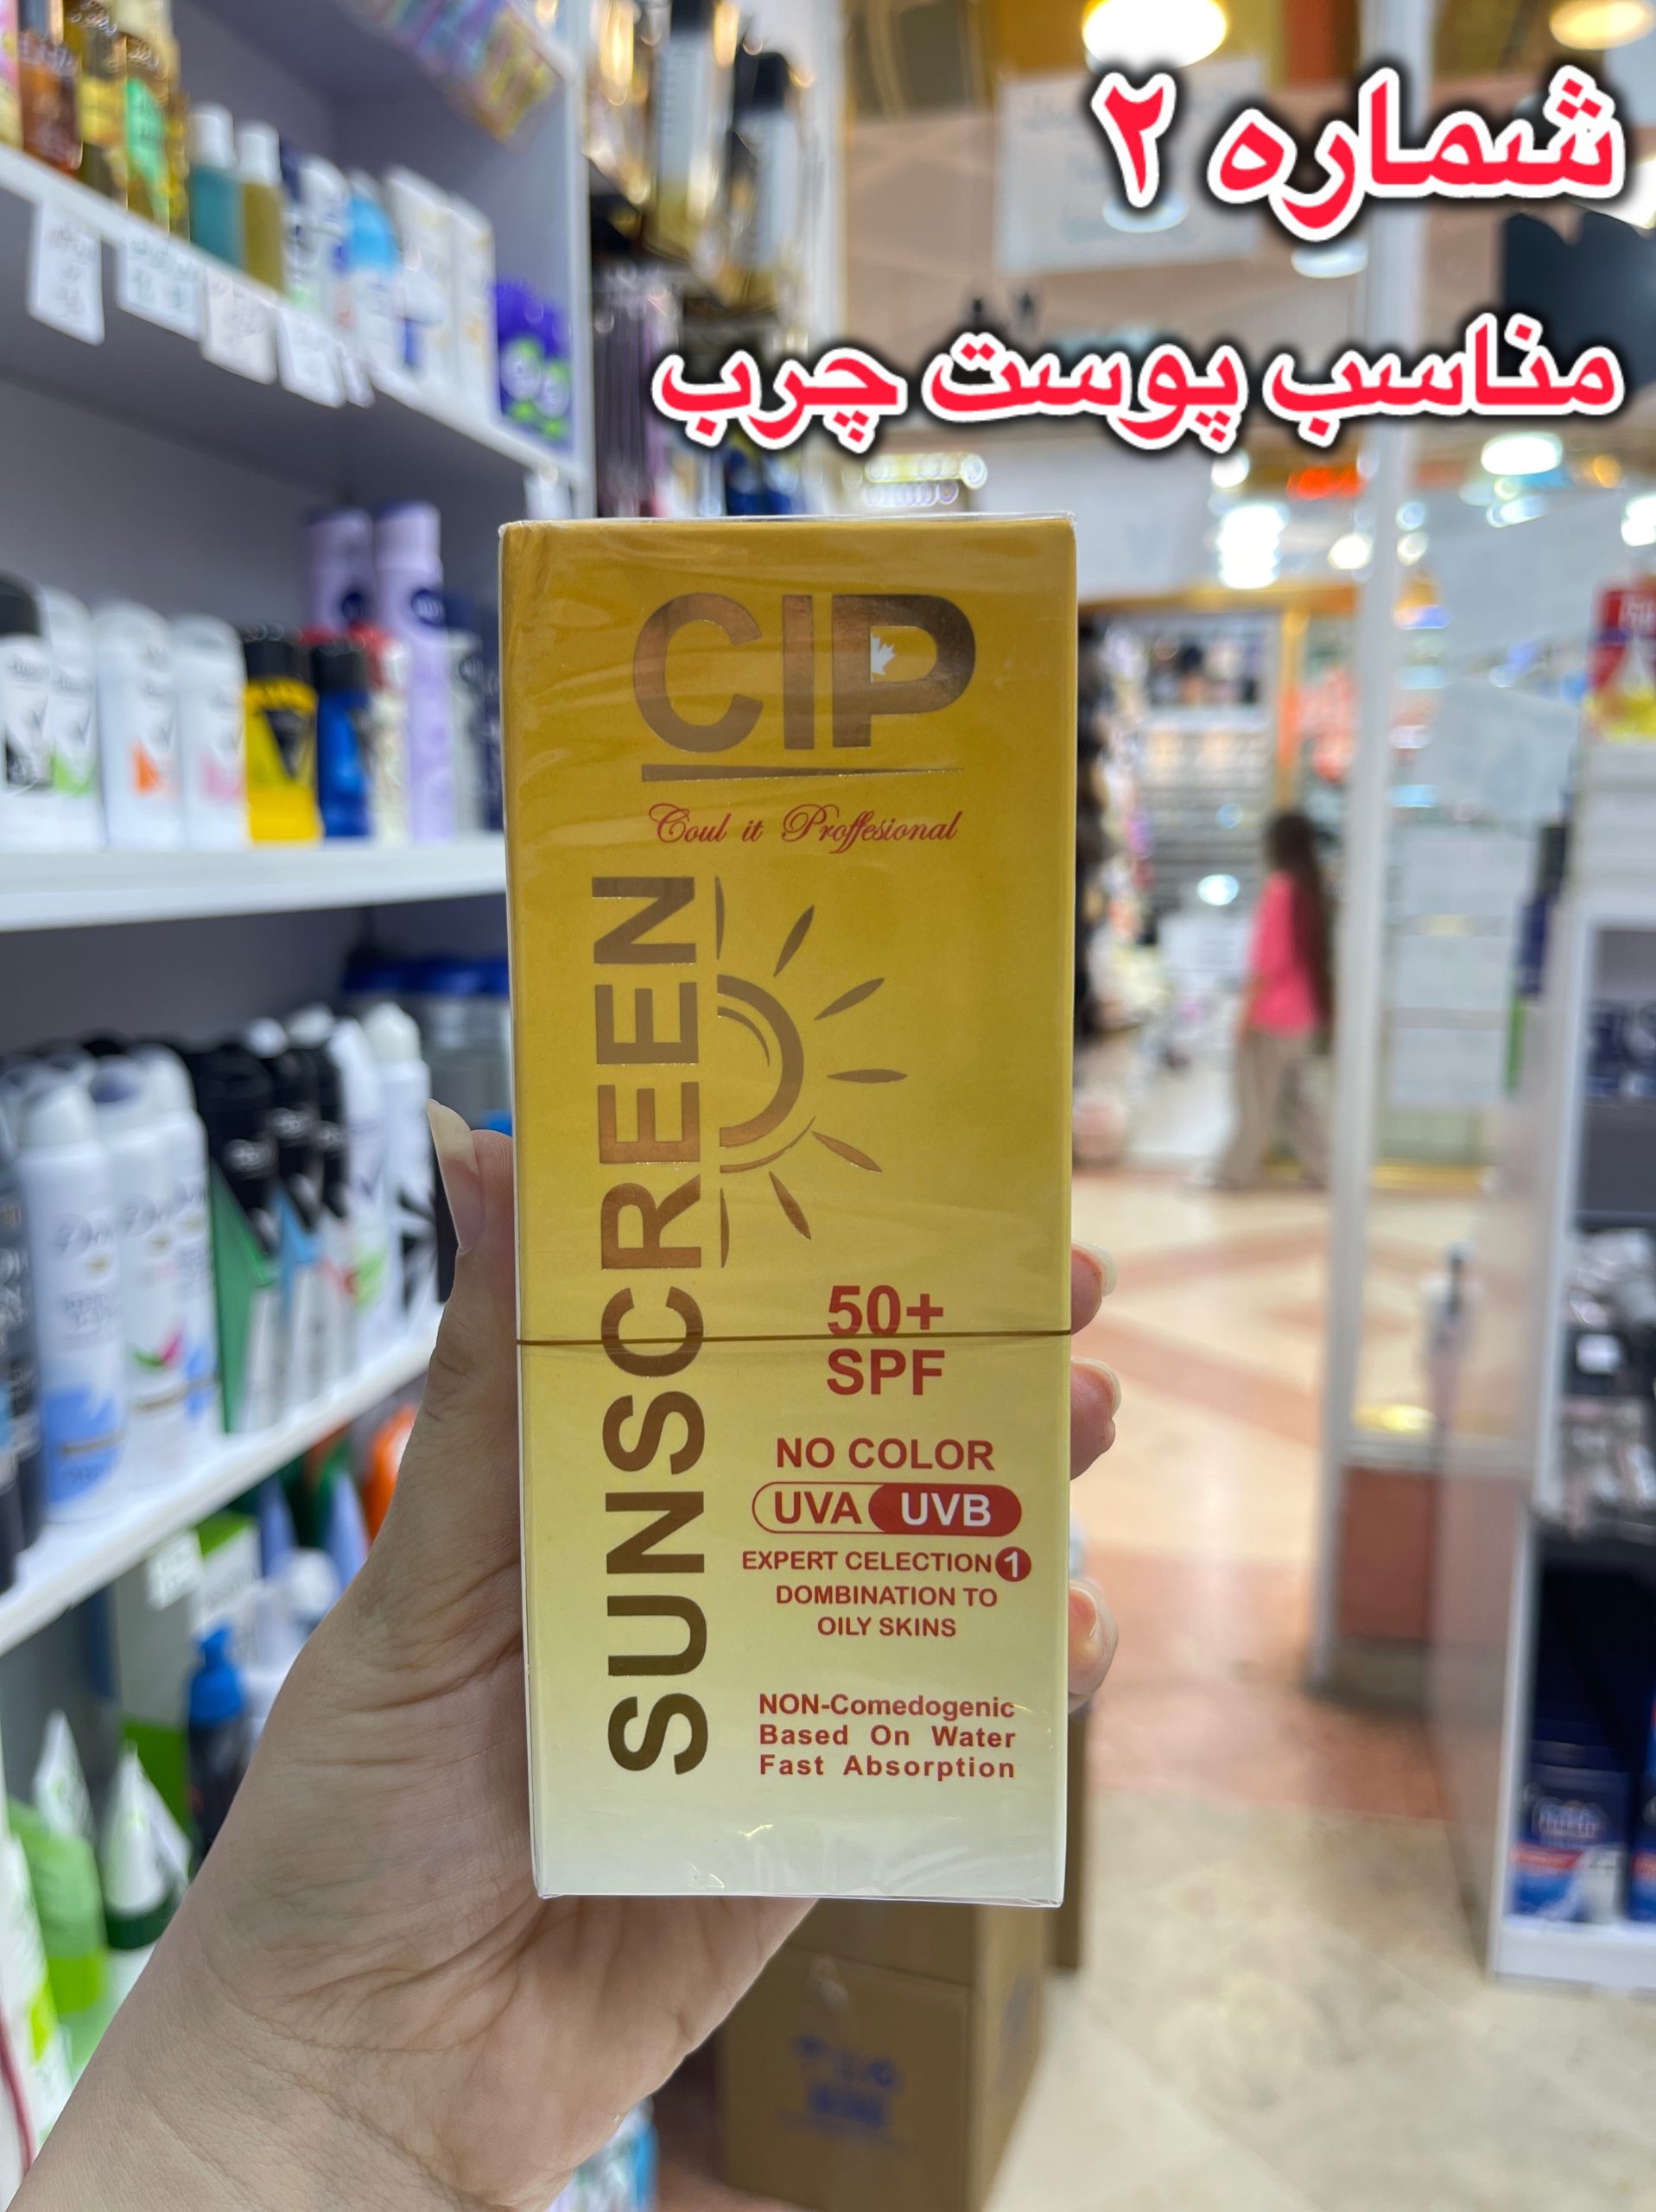 شماره ۲
مناسب پوست چرب
CIP
Coul it Proffesional
SUNSCREEN
50+
SPF
NO COLOR
UVA UVB
EXPERT CELECTION 1
DOMBINATION TO
OILY SKINS
NON-Comedogenic
Based On Water
Fast Absorption